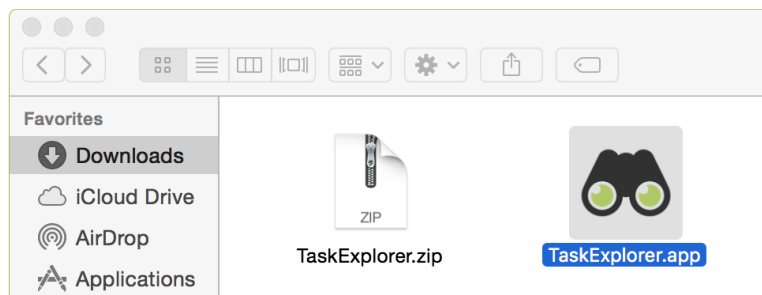 Favorites
Downloads
iCloud Drive
AirDrop
Applications
ZIP
TaskExplorer.zip
TaskExplorer.app